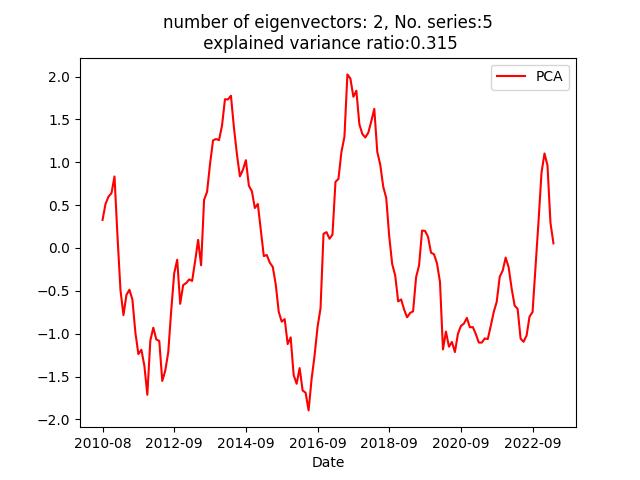 number of eigenvectors: 2, No. series:5
explained variance ratio:0.315
PCA
2.0
1.5
1.0
0.5
0.0
−0.5
−1.0
−1.5
−2.0
2010-08 2012-09 2014-09 2016-09 2018-09 2020-09 2022-09
Date